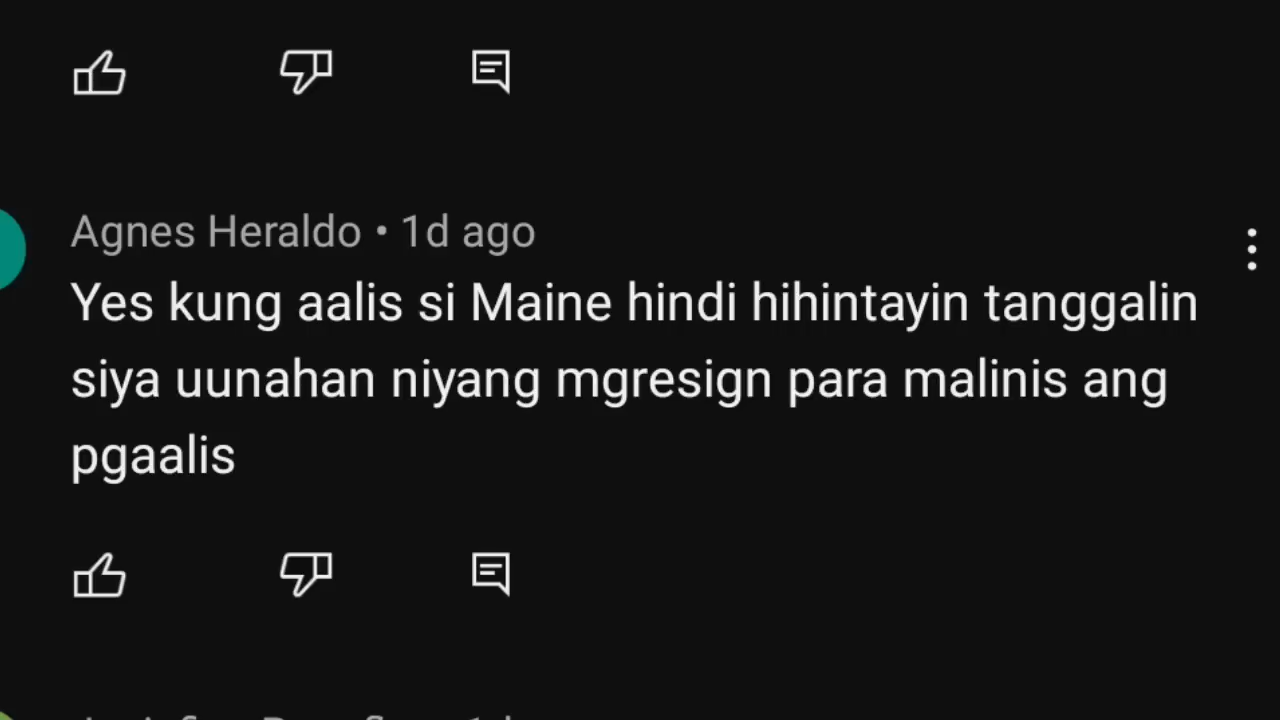 Agnes Heraldo • 1d ago
Yes kung aalis si Maine hindi hihintayin tanggalin
siya uunahan niyang mgresign para malinis ang
pgaalis